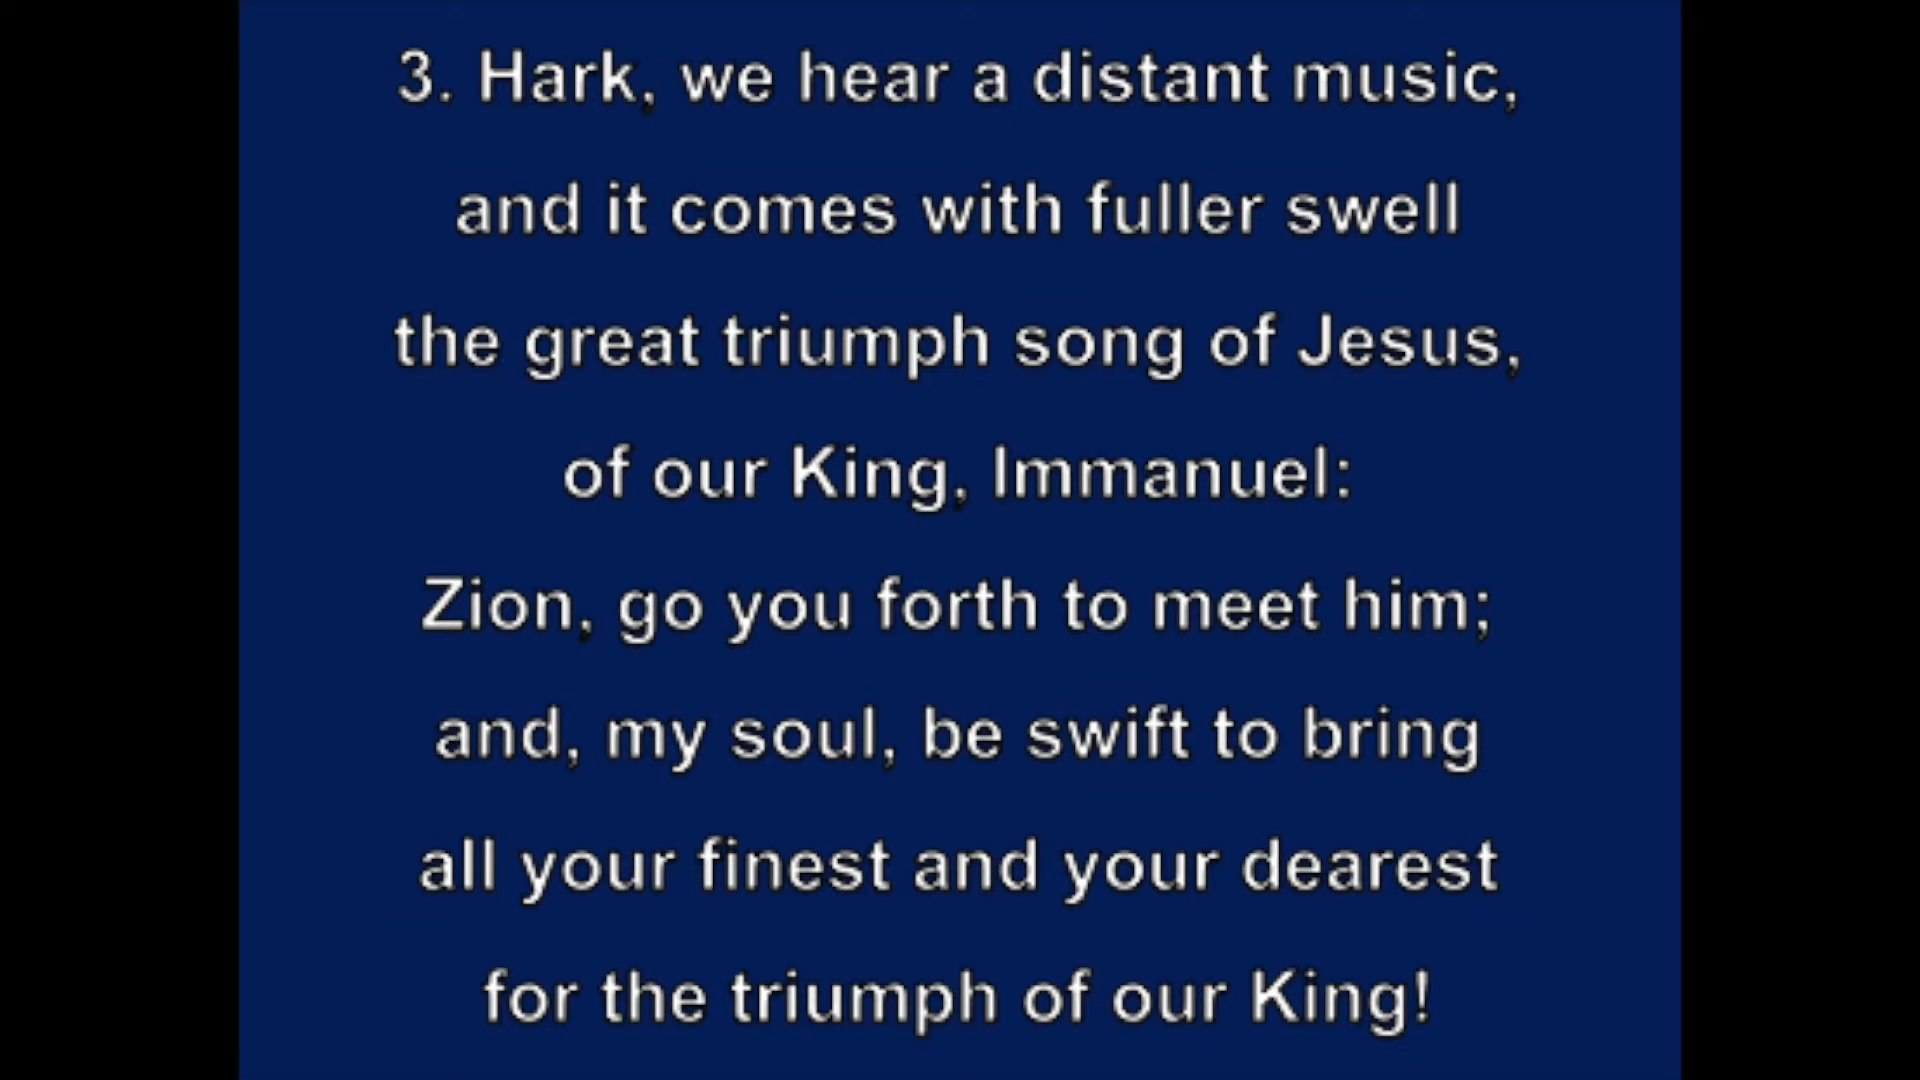 3. Hark, we hear a distant music,
and it comes with fuller swell
the great triumph song of Jesus,
of our King, Immanuel:
Zion, go you forth to meet him;
and, my soul, be swift to bring
all your finest and your dearest
for the triumph of our King!